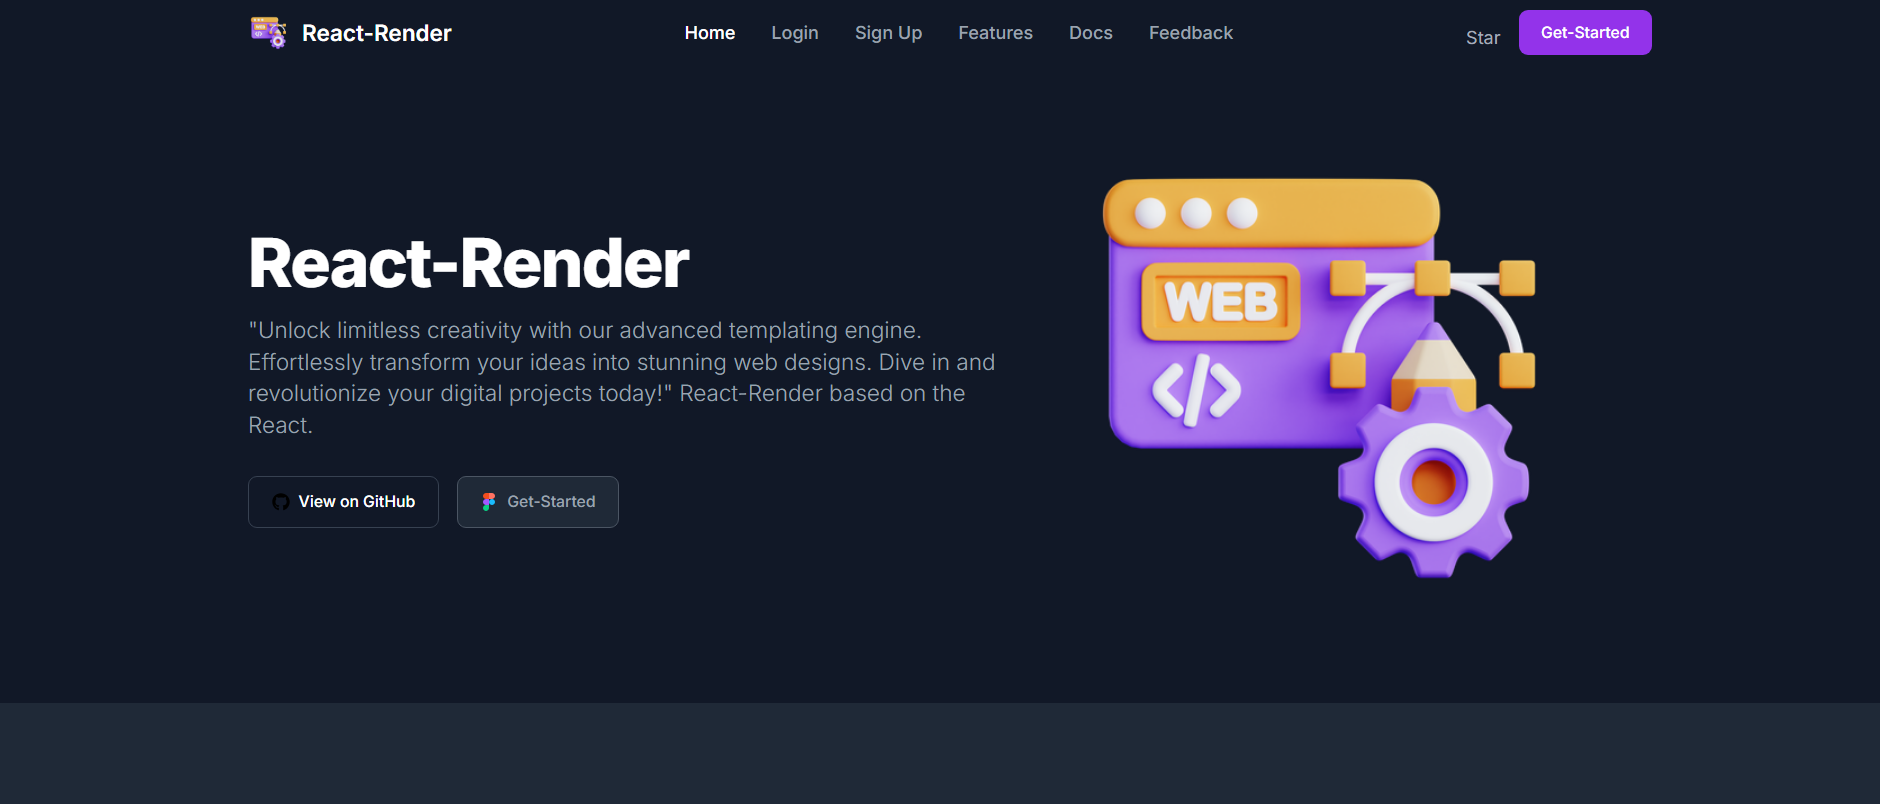 React-Render
Home Login Sign Up Features Docs Feedback
Star Get-Started
React-Render
"Unlock limitless creativity with our advanced templating engine.
Effortlessly transform your ideas into stunning web designs. Dive in and
revolutionize your digital projects today!" React-Render based on the
React.
View on GitHub Get-Started
WEB
</>